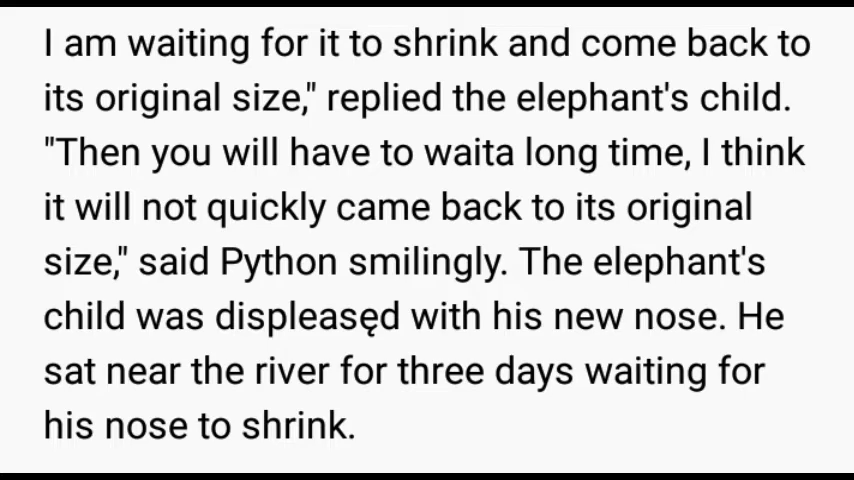 I am waiting for it to shrink and come back to
its original size," replied the elephant's child.
"Then you will have to waita long time, I think
it will not quickly came back to its original
size," said Python smilingly. The elephant's
child was displeasęd with his new nose. He
sat near the river for three days waiting for
his nose to shrink.